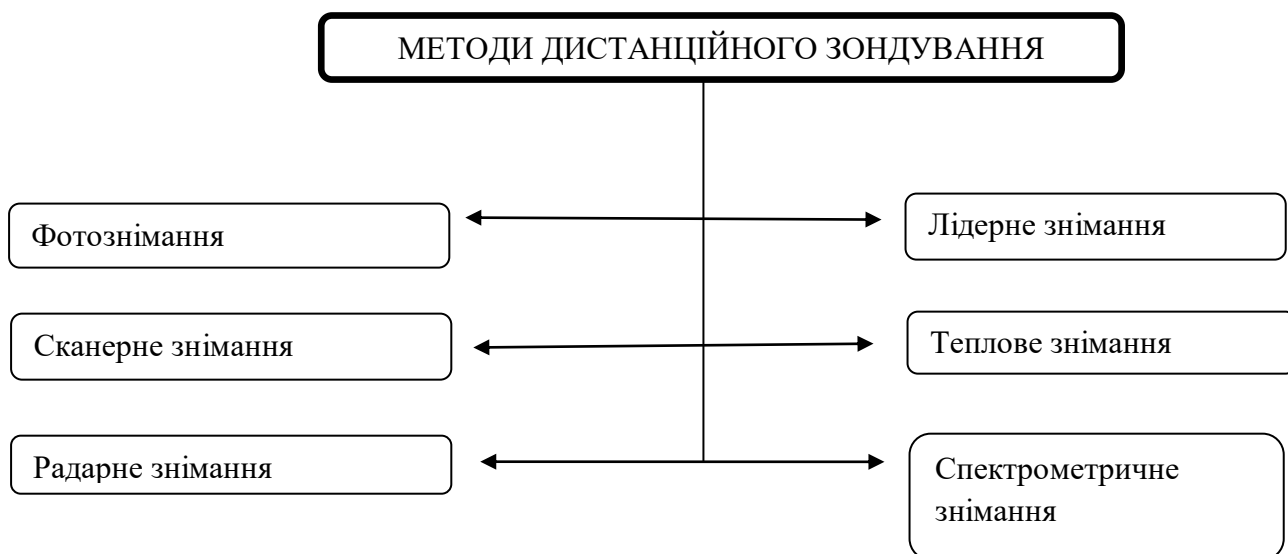 МЕТОДИ ДИСТАНЦІЙНОГО ЗОНДУВАННЯ
Фотознімання
Лідерне знімання
Сканерне знімання
Теплове знімання
Радарне знімання
Спектрометричне
знімання